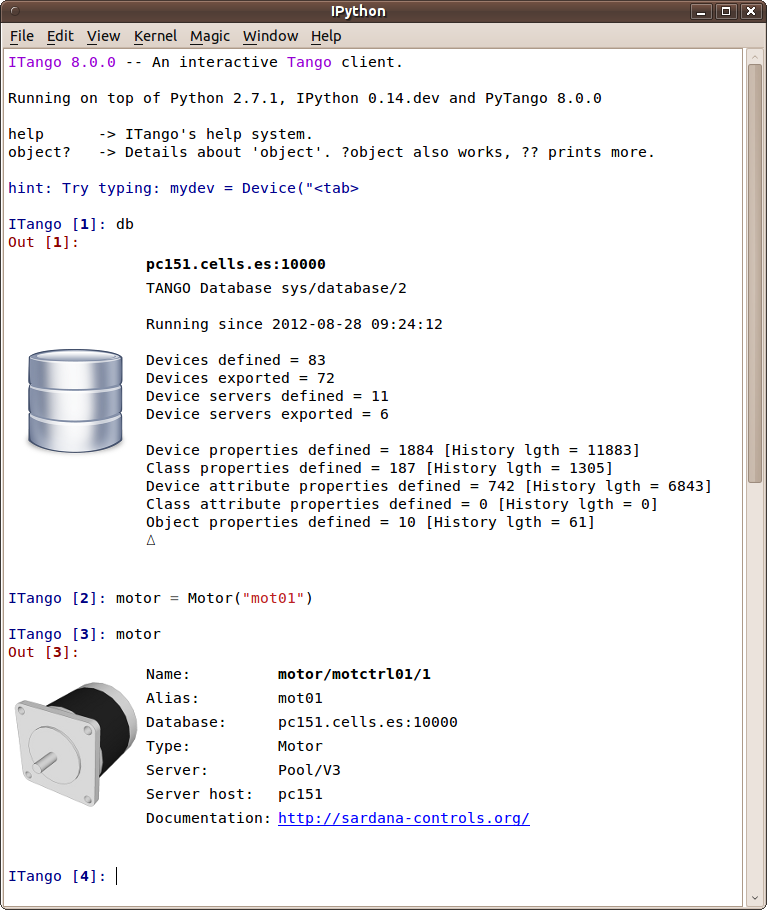 IPython
File Edit View Kernel Magic Window Help
ITango 8.0.0 -- An interactive Tango client.
Running on top of Python 2.7.1, IPython 0.14.dev and PyTango 8.0.0
help      -> ITango's help system.
object?   -> Details about 'object'. ?object also works, ?? prints more.
hint: Try typing: mydev = Device("<tab>
ITango [1]: db
Out [1]:
pc151.cells.es:10000
TANGO Database sys/database/2
Running since 2012-08-28 09:24:12
Devices defined = 83
Devices exported = 72
Device servers defined = 11
Device servers exported = 6
Device properties defined = 1884 [History lgth = 11883]
Class properties defined = 187 [History lgth = 1305]
Device attribute properties defined = 742 [History lgth = 6843]
Class attribute properties defined = 0 [History lgth = 0]
Object properties defined = 10 [History lgth = 61]
ITango [2]: motor = Motor("mot01")
ITango [3]: motor
Out [3]:
Name: motor/motctrl01/1
Alias: mot01
Database: pc151.cells.es:10000
Type: Motor
Server: Pool/V3
Server host: pc151
Documentation: http://sardana-controls.org/
ITango [4]: